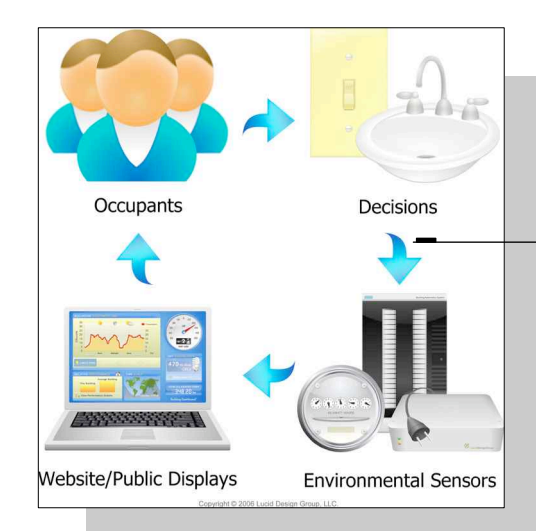 Occupants
Decisions
Website/Public Displays
Environmental Sensors
Copyright © 2006 Lucid Design Group, LLC.